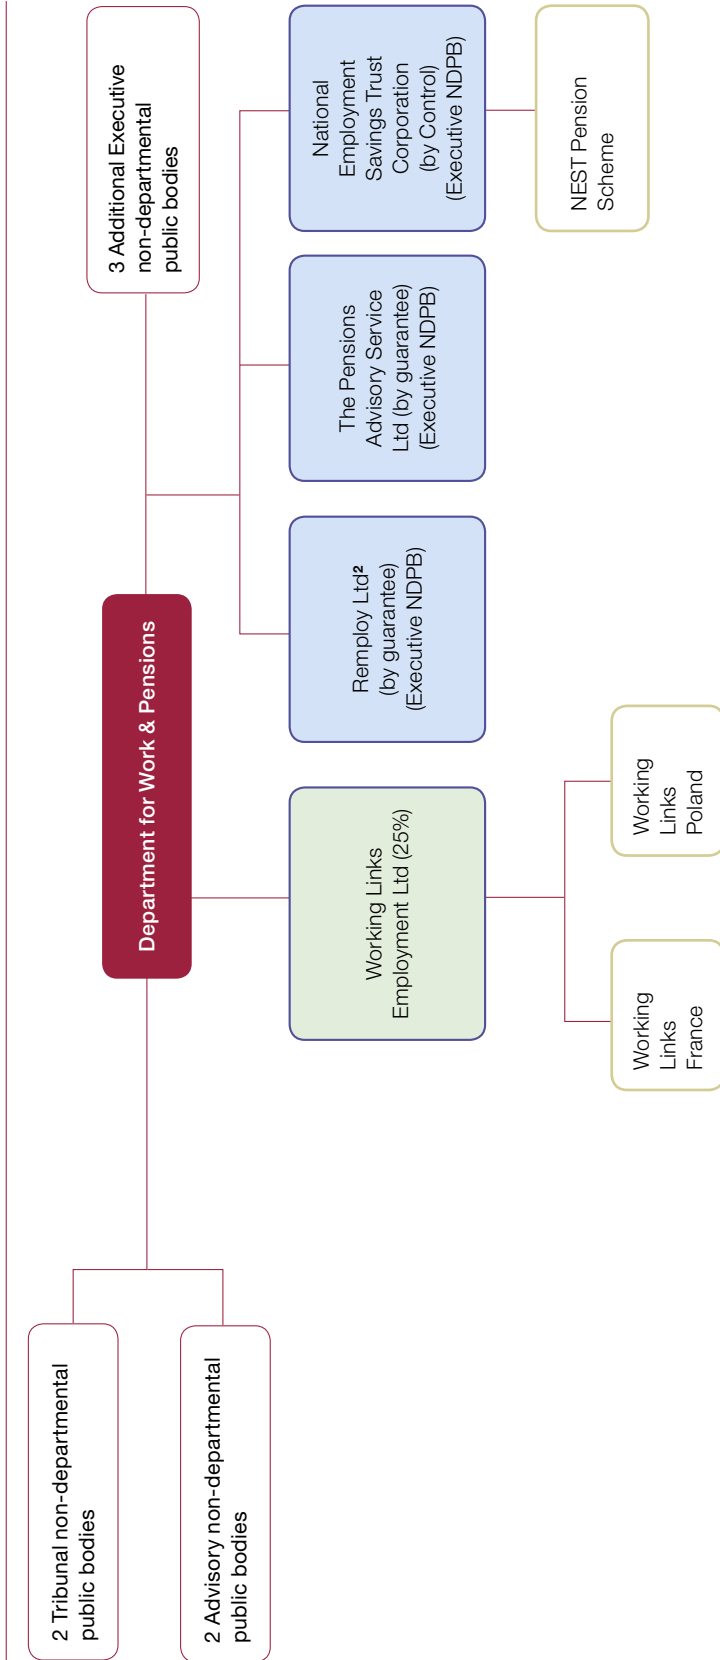 2 Tribunal non-departmental
public bodies
2 Advisory non-departmental
public bodies
Department for Work & Pensions
3 Additional Executive
non-departmental
public bodies
Working Links
Employment Ltd (25%)
Remploy Ltd²
(by guarantee)
(Executive NDPB)
The Pensions
Advisory Service
Ltd (by guarantee)
(Executive NDPB)
National
Employment
Savings Trust
Corporation
(by Control)
(Executive NDPB)
Working
Links
France
Working
Links
Poland
NEST Pension
Scheme